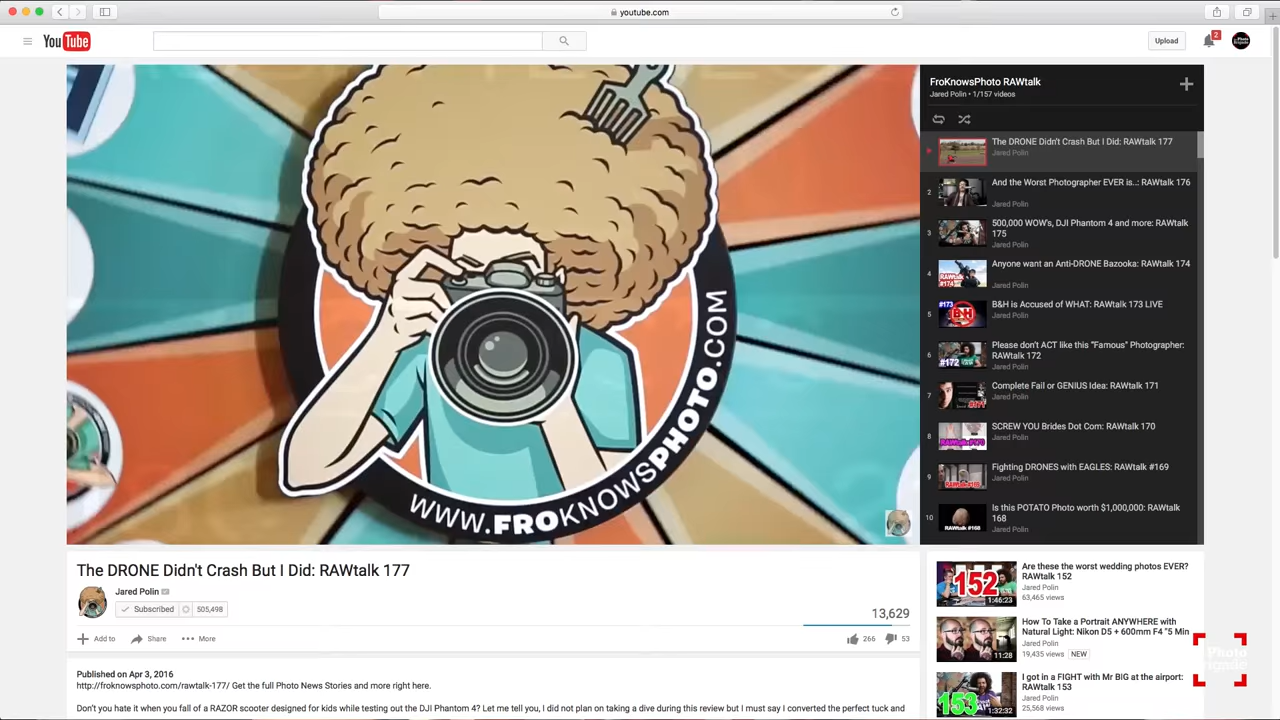 youtube.com
YouTube
Upload
2
WWW.FROKNOWSPHOTO.COM
FroKnowsPhoto RAWtalk
Jared Polin • 1/157 videos
The DRONE Didn't Crash But I Did: RAWtalk 177
Jared Polin
2
And the Worst Photographer EVER is..: RAWtalk 176
Jared Polin
3
500,000 WOW's, DJI Phantom 4 and more: RAWtalk
175
Jared Polin
4
RAWtalk
#174
Anyone want an Anti-DRONE Bazooka: RAWtalk 174
Jared Polin
5
#173
B&H
B&H is Accused of WHAT: RAWtalk 173 LIVE
Jared Polin
6
#172
Please don't ACT like this "Famous" Photographer:
RAWtalk 172
Jared Polin
7
Complete Fail or GENIUS Idea: RAWtalk 171
Jared Polin
8
SCREW YOU Brides Dot Com: RAWtalk 170
Jared Polin
9
Fighting DRONES with EAGLES: RAWtalk #169
Jared Polin
10
RAWtalk #168
Is this POTATO Photo worth $1,000,000: RAWtalk
168
Jared Polin
The DRONE Didn't Crash But I Did: RAWtalk 177
Jared Polin
Subscribed
505,498
13,629
Add to
Share
More
266
53
Published on Apr 3, 2016
http://froknowsphoto.com/rawtalk-177/ Get the full Photo News Stories and more right here.
Don't you hate it when you fall of a RAZOR scooter designed for kids while testing out the DJI Phantom 4? Let me tell you, I did not plan on taking a dive during this review but I must say I converted the perfect tuck and
152
1:46:23
Are these the worst wedding photos EVER?
RAWtalk 152
Jared Polin
63,465 views
11:28
How To Take a Portrait ANYWHERE with
Natural Light: Nikon D5 + 600mm F4 "5 Min
Jared Polin
19,435 views NEW
153
1:32:32
I got in a FIGHT with Mr BIG at the airport:
RAWtalk 153
Jared Polin
25,568 views
Photo
Brigade